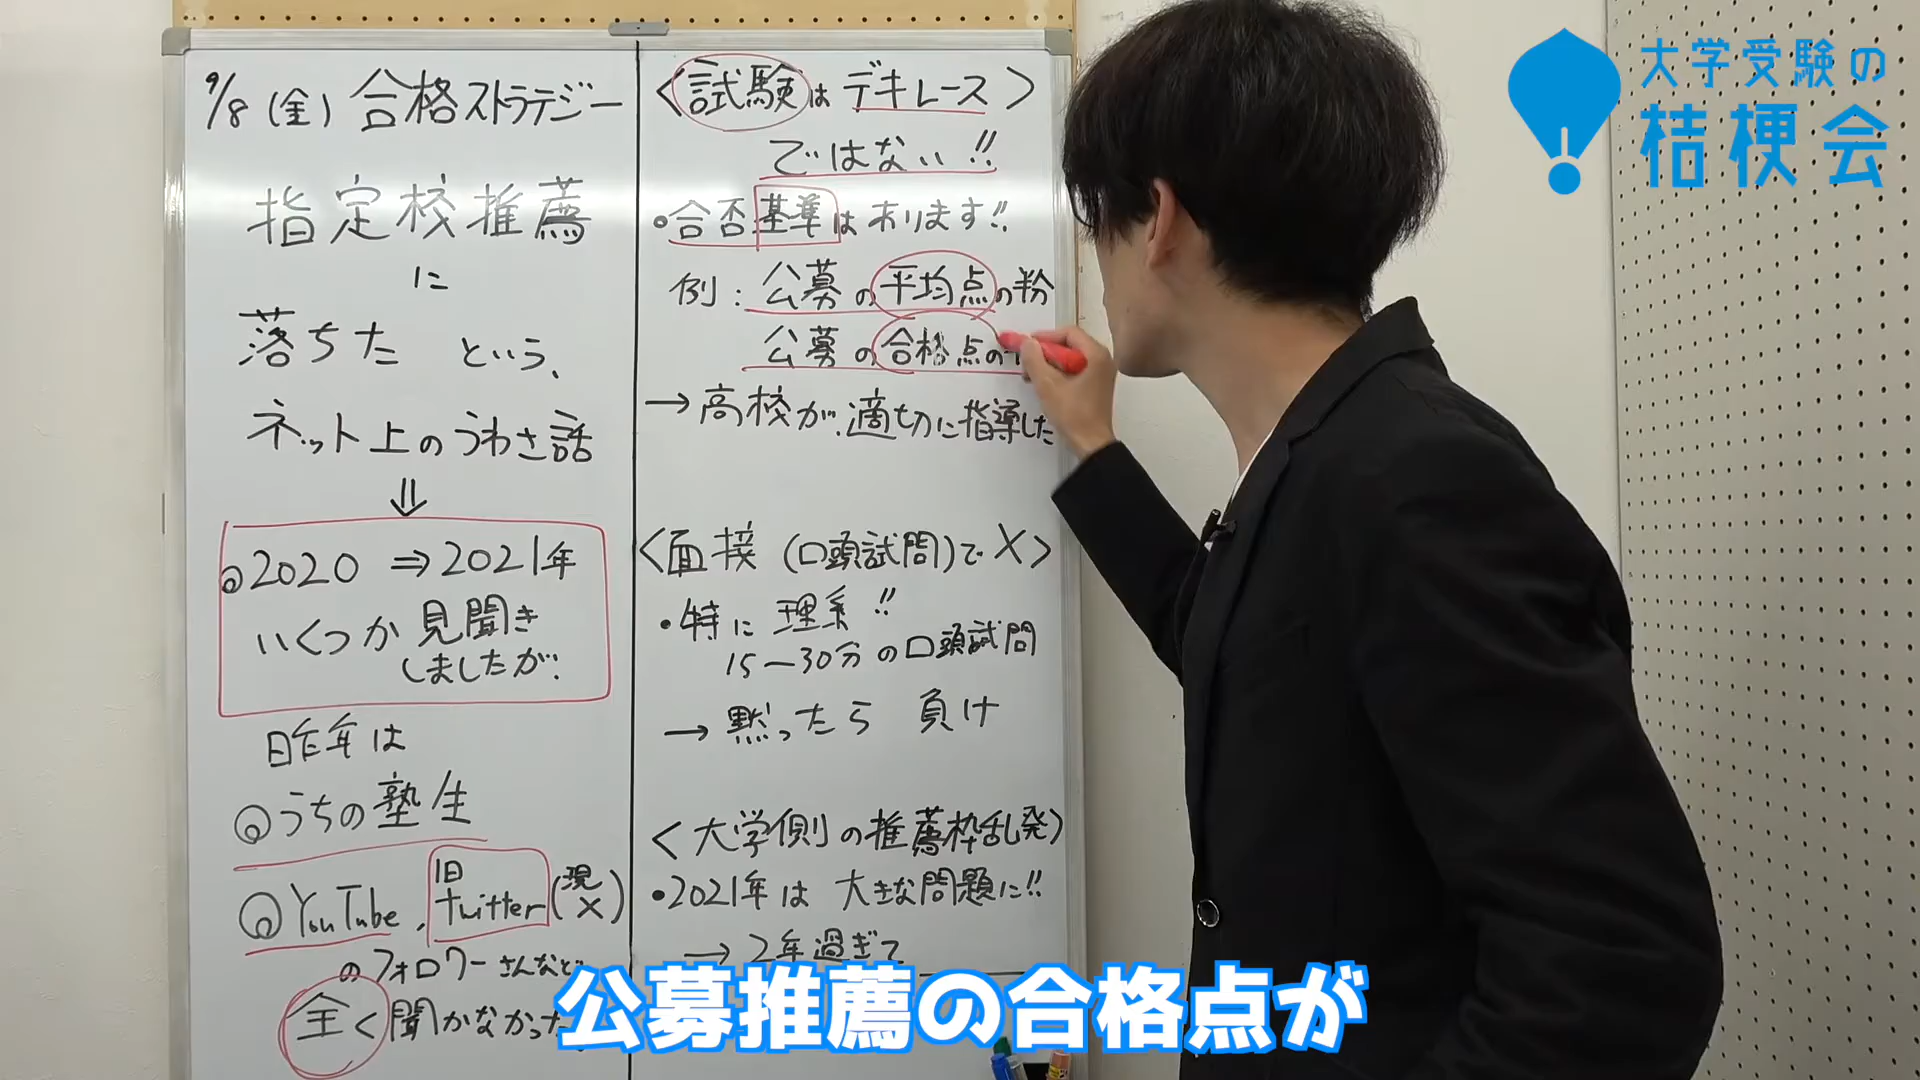 9/8(金)合格ストラテジー
指定校推薦
に
落ちた という、
ネット上のうわさ話
⇓
2020 ⇒ 2021年
いくつか見聞き
しましたが、
昨年は
うちの塾生
YouTube、旧twitter(現X)
のフォロワーさんなど
全く聞かなかった
<試験はデキレース>
ではない!!
・合否基準はあります!!
例:公募の平均点の半分
公募の合格点の
→高校が、適切に指導した
<面接(口頭試問)で×>
・特に理系!!
15〜30分の口頭試問
→黙ったら負け
<大学側の推薦枠乱発>
・2021年は大きな問題に!!
→2年過ぎて
大学受験の
桔梗会
公募推薦の合格点が